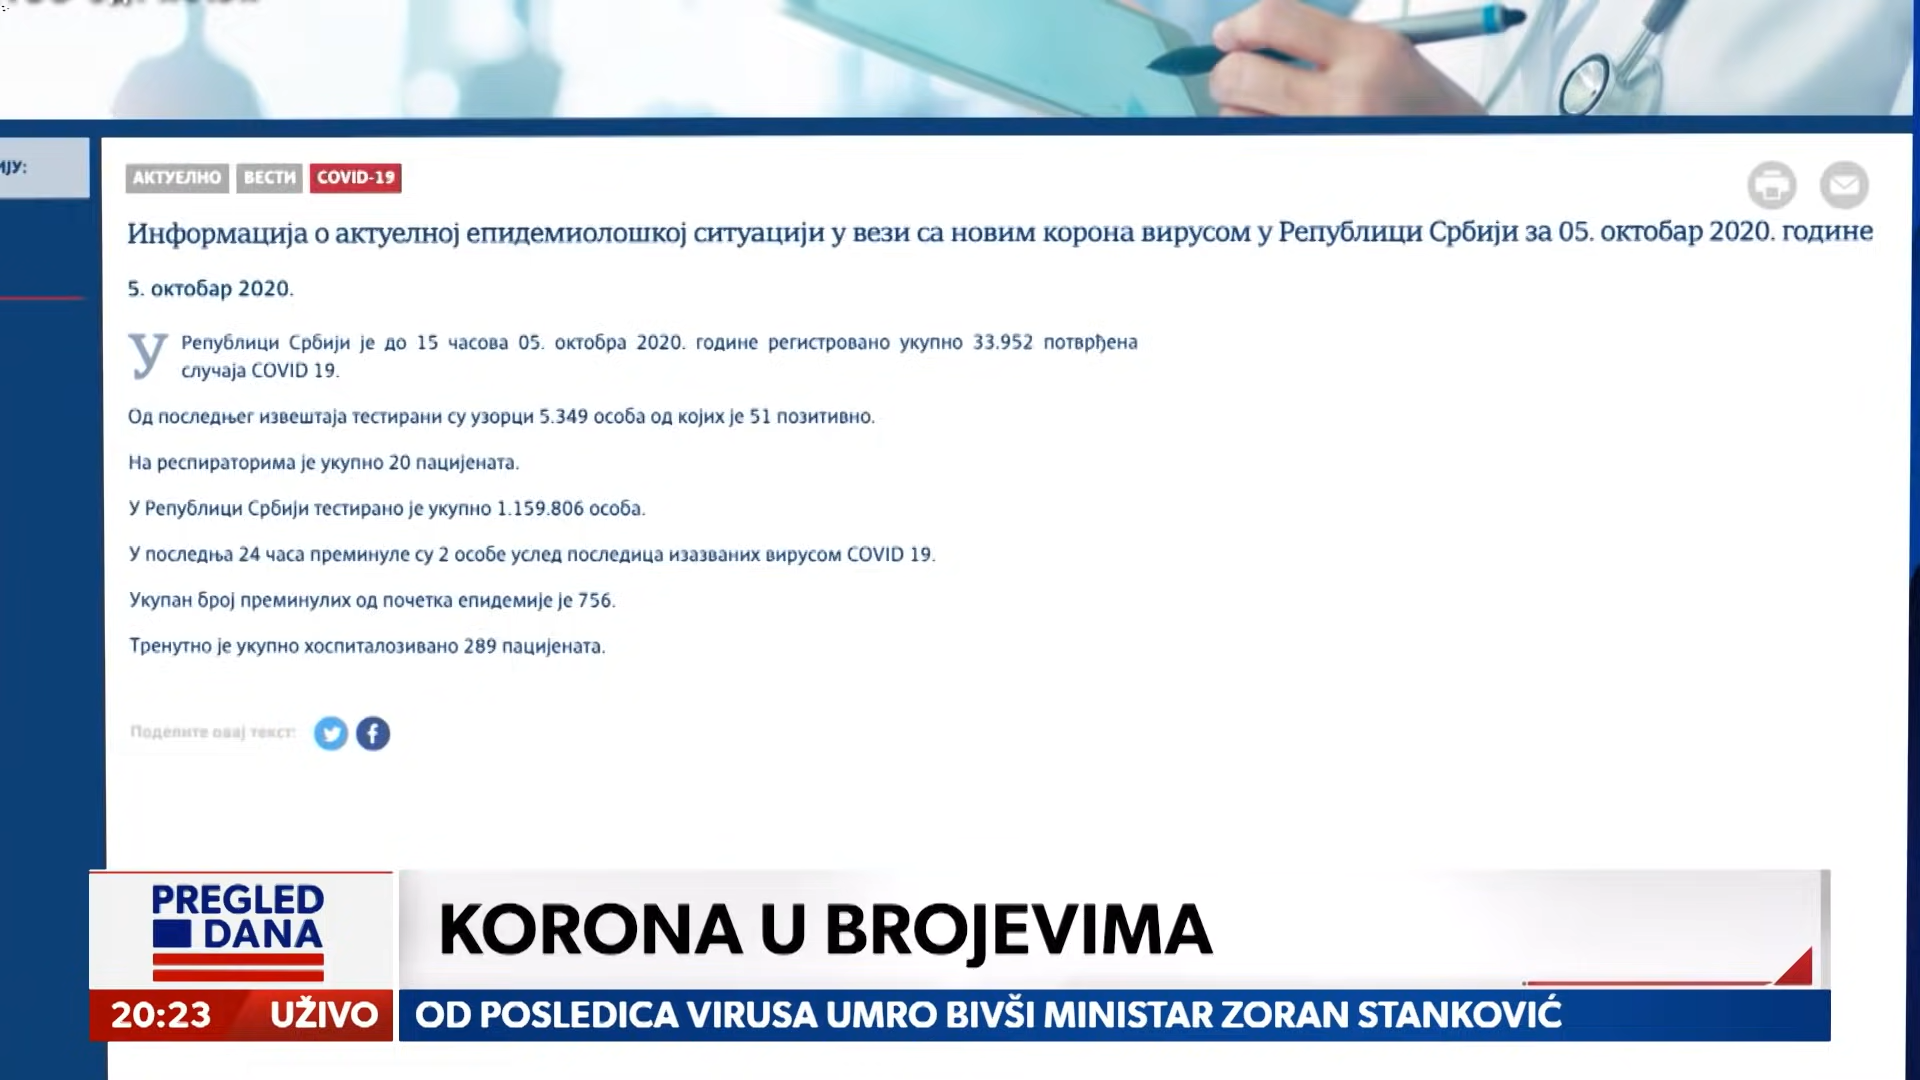 ИЈУ:
АКТУЕЛНО ВЕСТИ COVID-19
Информација о актуелној епидемиолошкој ситуацији у вези са новим корона вирусом у Републици Србији за 05. октобар 2020. године
5. октобар 2020.
У Републици Србији је до 15 часова 05. октобра 2020. године регистровано укупно 33.952 потврђена
случаја COVID 19.
Од последњег извештаја тестирани су узорци 5.349 особа од којих је 51 позитивно.
На респираторима је укупно 20 пацијената.
У Републици Србији тестирано је укупно 1.159.806 особа.
У последња 24 часа преминуле су 2 особе услед последица изазваних вирусом COVID 19.
Укупан број преминулих од почетка епидемије је 756.
Тренутно је укупно хоспиталозивано 289 пацијената.
Поделите овај текст:
PREGLED
DANA
KORONA U BROJEVIMA
20:23 UŽIVO
OD POSLEDICA VIRUSA UMRO BIVŠI MINISTAR ZORAN STANKOVIĆ